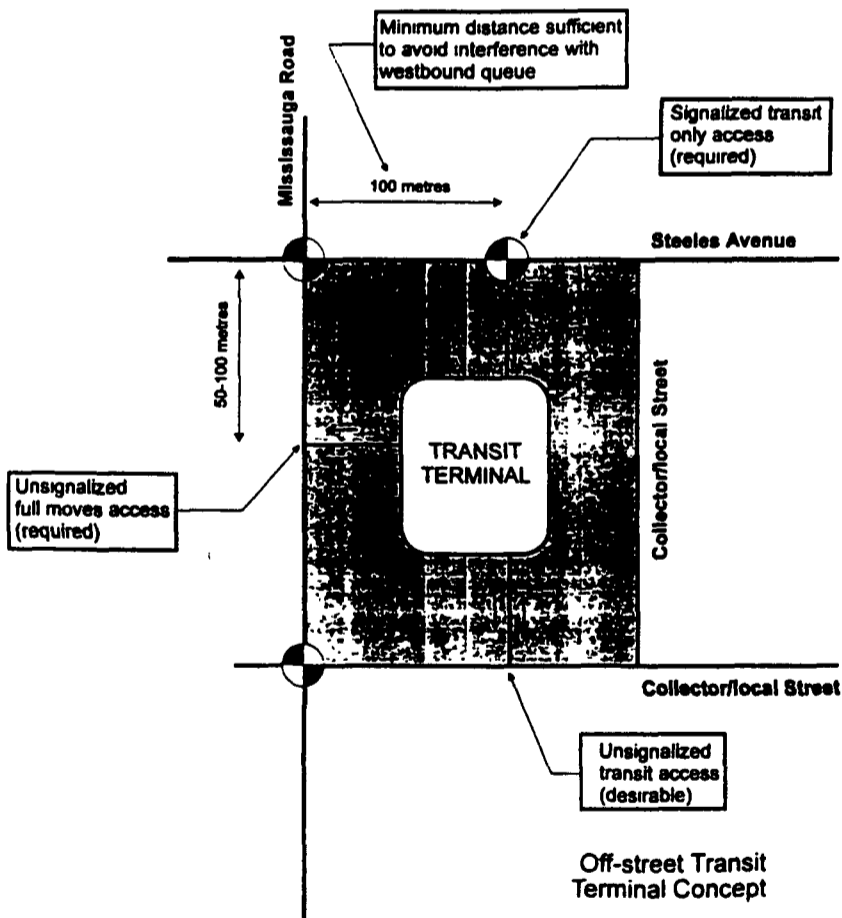 Minimum distance sufficient
to avoid interference with
westbound queue
Mississauga Road
Signalized transit
only access
(required)
100 metres
Steeles Avenue
50-100 metres
TRANSIT
TERMINAL
Collector/local Street
Unsignalized
full moves access
(required)
Collector/local Street
Unsignalized
transit access
(desirable)
Off-street Transit
Terminal Concept